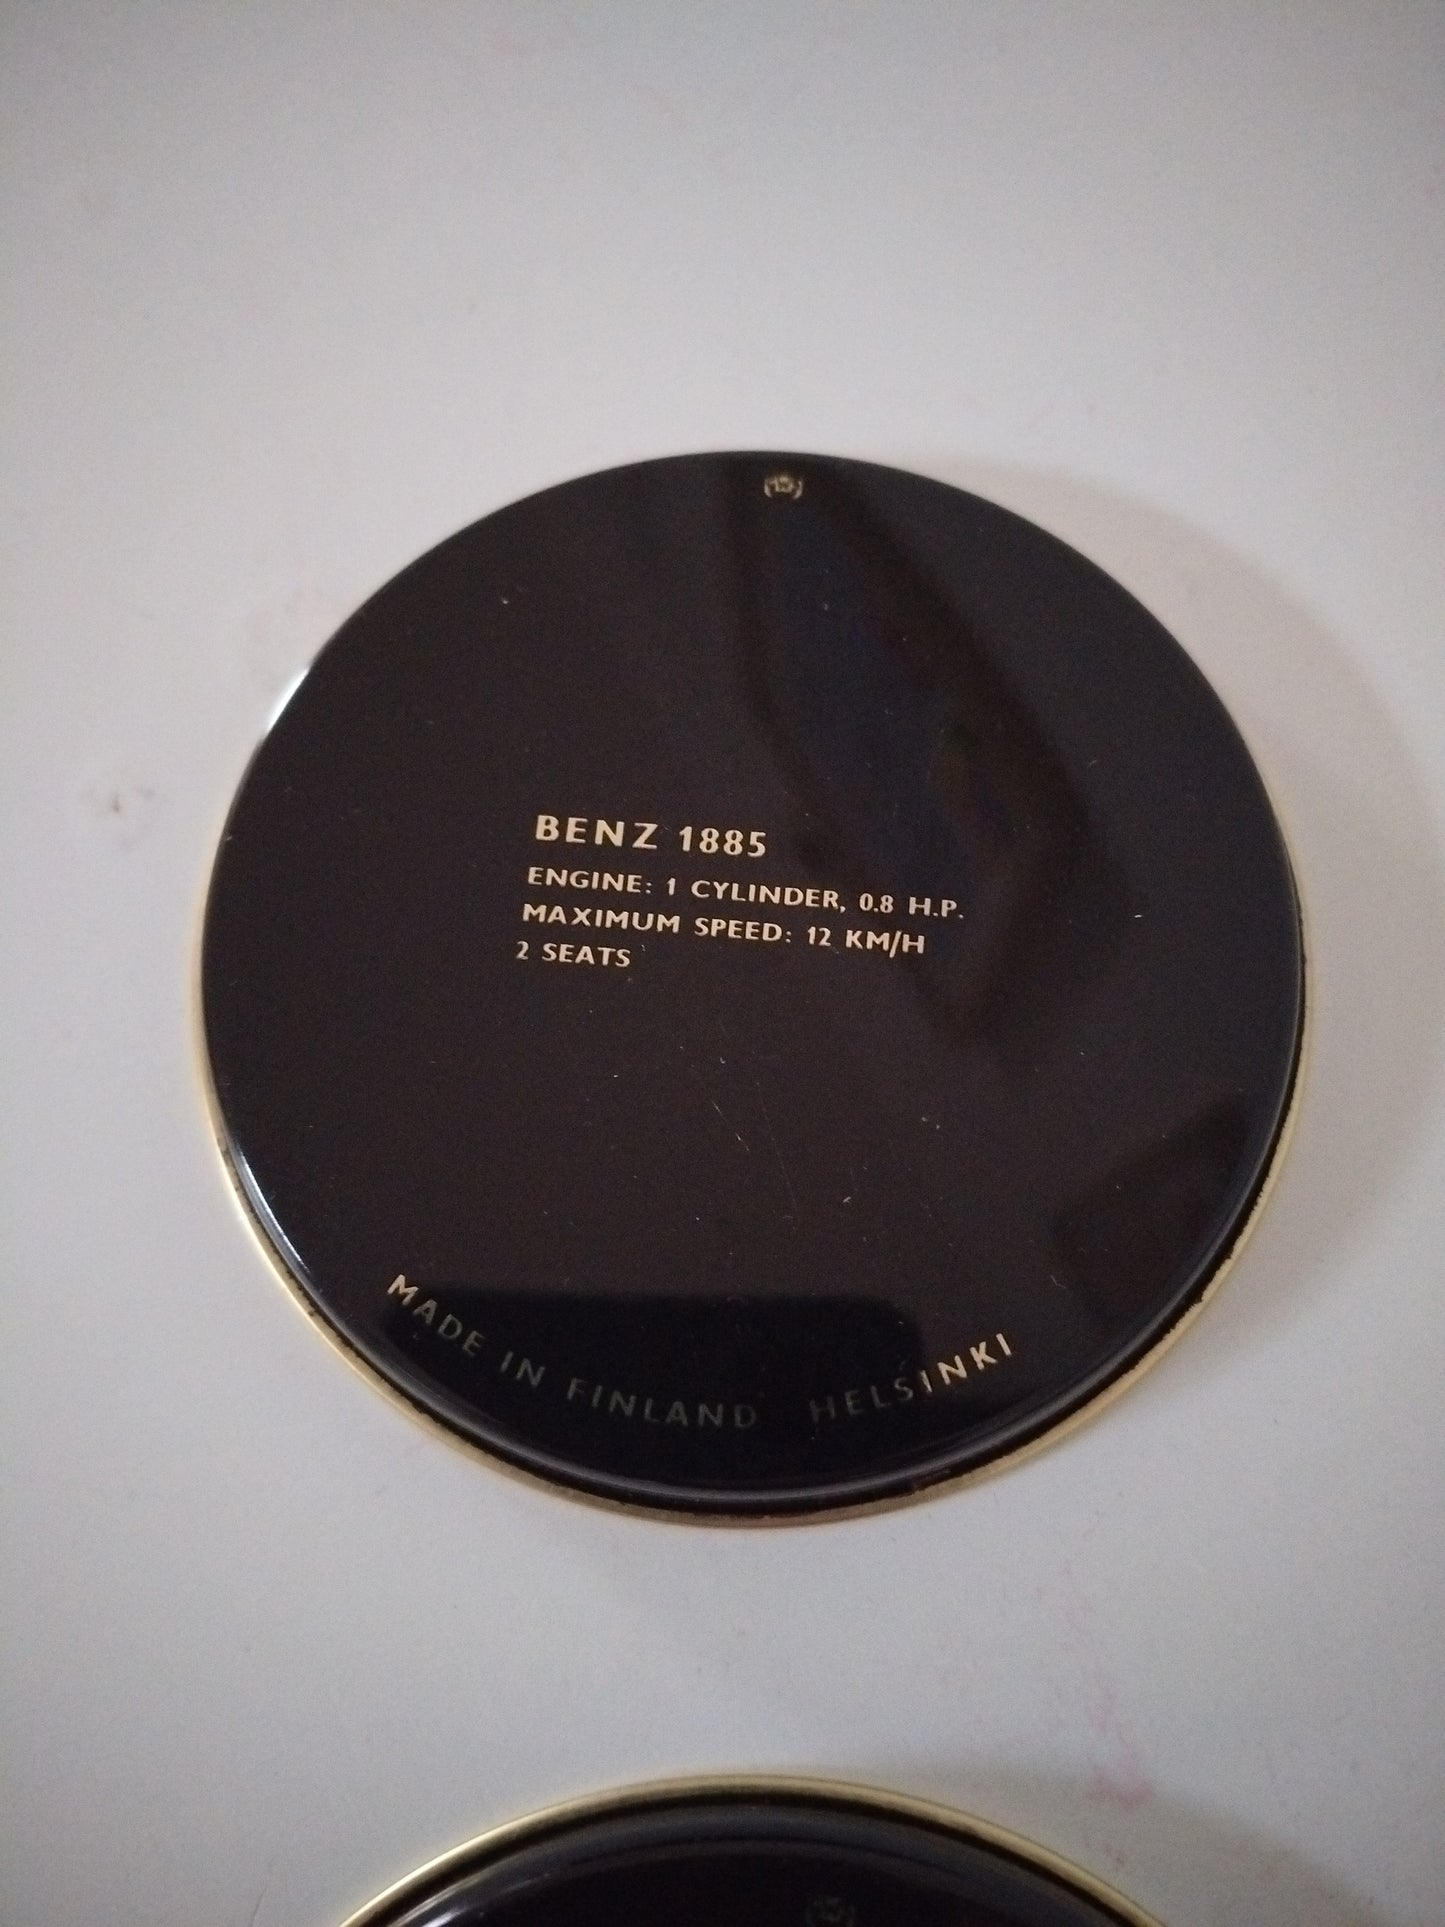 BENZ 1885
ENGINE: 1 CYLINDER, 0.8 H.P.
MAXIMUM SPEED: 12 KM/H
2 SEATS
MADE IN FINLAND HELSINKI